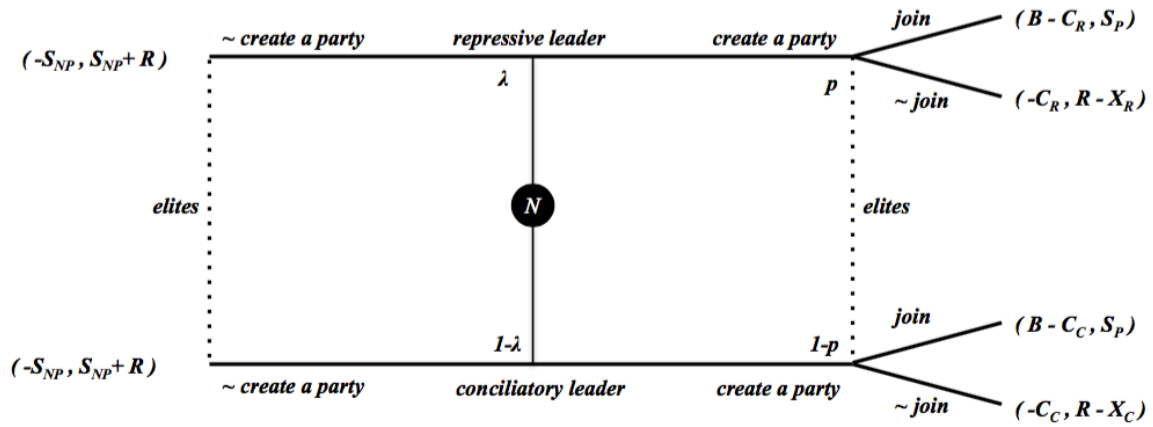 join
(B - C_R, S_P)
~ create a party
repressive leader
create a party
(-S_NP, S_NP + R)
λ
p
~ join
(-C_R, R - X_R)
elites
N
elites
join
(B - C_C, S_P)
1-λ
1-p
(-S_NP, S_NP + R)
~ create a party
conciliatory leader
create a party
~ join
(-C_C, R - X_C)